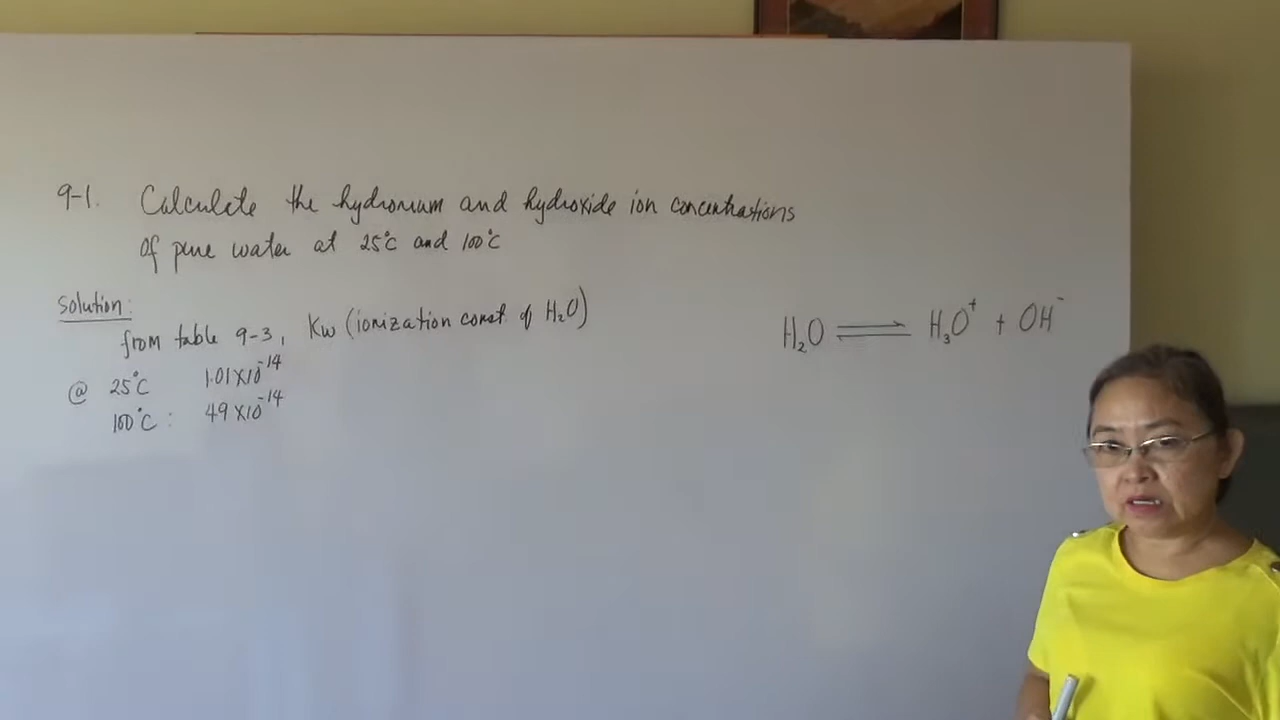 9-1. Calculate the hydronium and hydroxide ion concentrations
of pure water at 25°C and 100°C
Solution:
from table 9-3, Kw (ionization const of H₂O)
@ 25°C 1.01×10⁻¹⁴
100°C : 49×10⁻¹⁴
H₂O ⇌ H₃O⁺ + OH⁻